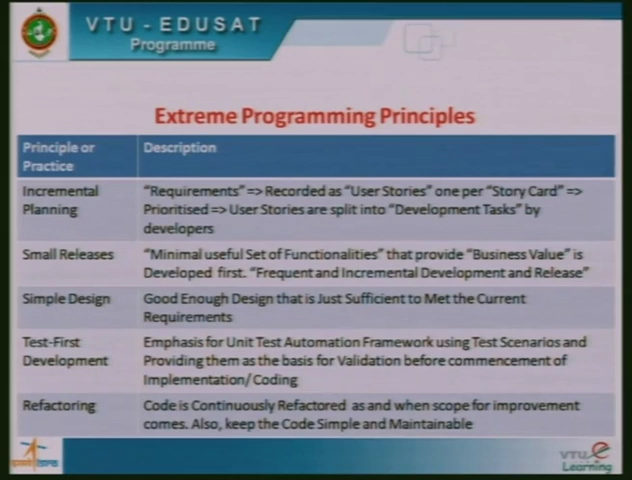 VTU - EDUSAT
Programme
Extreme Programming Principles
Principle or
Practice
Description
Incremental
Planning
"Requirements" => Recorded as "User Stories" one per "Story Card" =>
Prioritised => User Stories are split into "Development Tasks" by
developers
Small Releases
"Minimal useful Set of Functionalities" that provide "Business Value" is
Developed first. "Frequent and Incremental Development and Release"
Simple Design
Good Enough Design that is Just Sufficient to Met the Current
Requirements
Test-First
Development
Emphasis for Unit Test Automation Framework using Test Scenarios and
Providing them as the basis for Validation before commencement of
Implementation/Coding
Refactoring
Code is Continuously Refactored as and when scope for improvement
comes. Also, keep the Code Simple and Maintainable
VTU
Learning